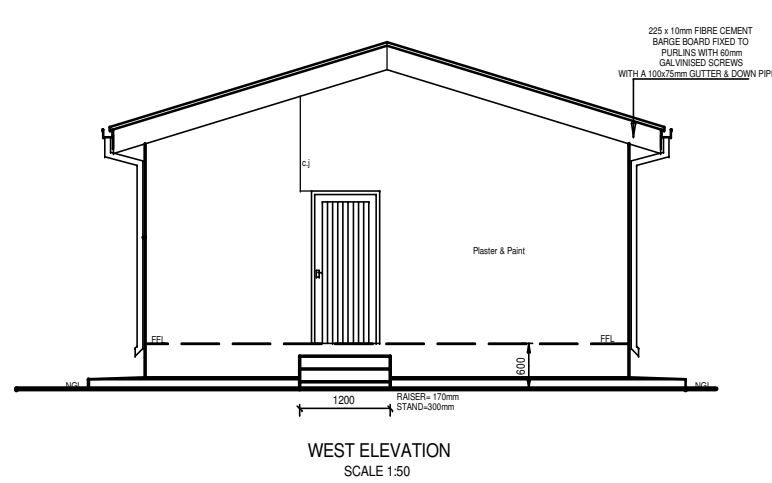 225 x 10mm FIBRE CEMENT
BARGE BOARD FIXED TO
PURLINS WITH 60mm
GALVINISED SCREWS
WITH A 100x75mm GUTTER & DOWN PIPE
c.j
Plaster & Paint
FFL
FFL
600
NGL
NGL
1200
RAISER= 170mm
STAND=300mm
WEST ELEVATION
SCALE 1:50